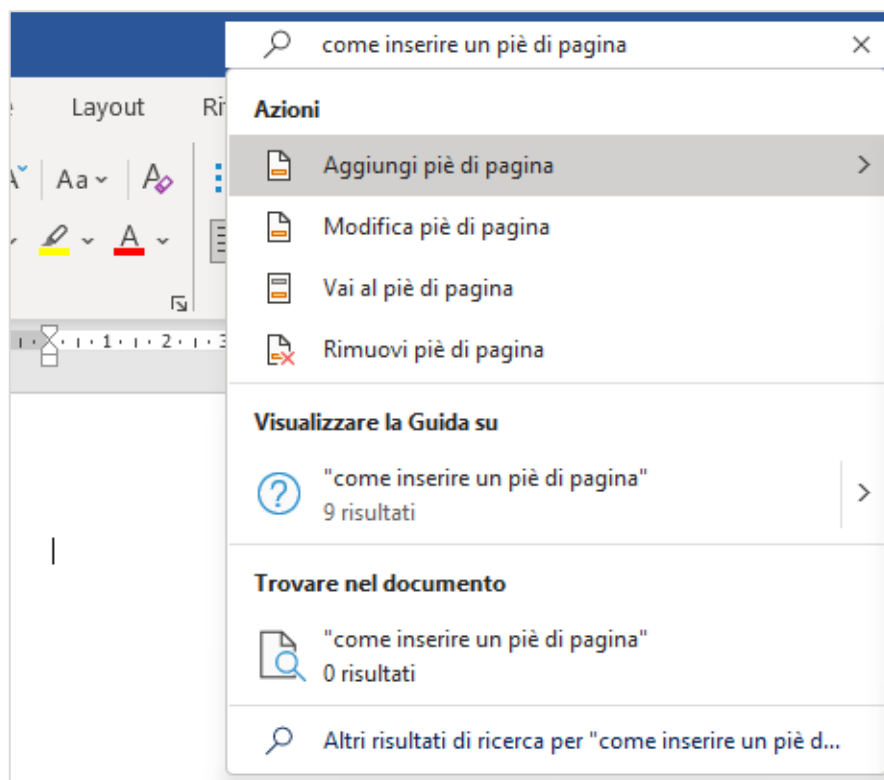 come inserire un piè di pagina
Layout
Azioni
Aa
Aggiungi piè di pagina
A
Modifica piè di pagina
Vai al piè di pagina
1 2 3
Rimuovi piè di pagina
Visualizzare la Guida su
"come inserire un piè di pagina"
9 risultati
Trovare nel documento
"come inserire un piè di pagina"
0 risultati
Altri risultati di ricerca per "come inserire un piè d...